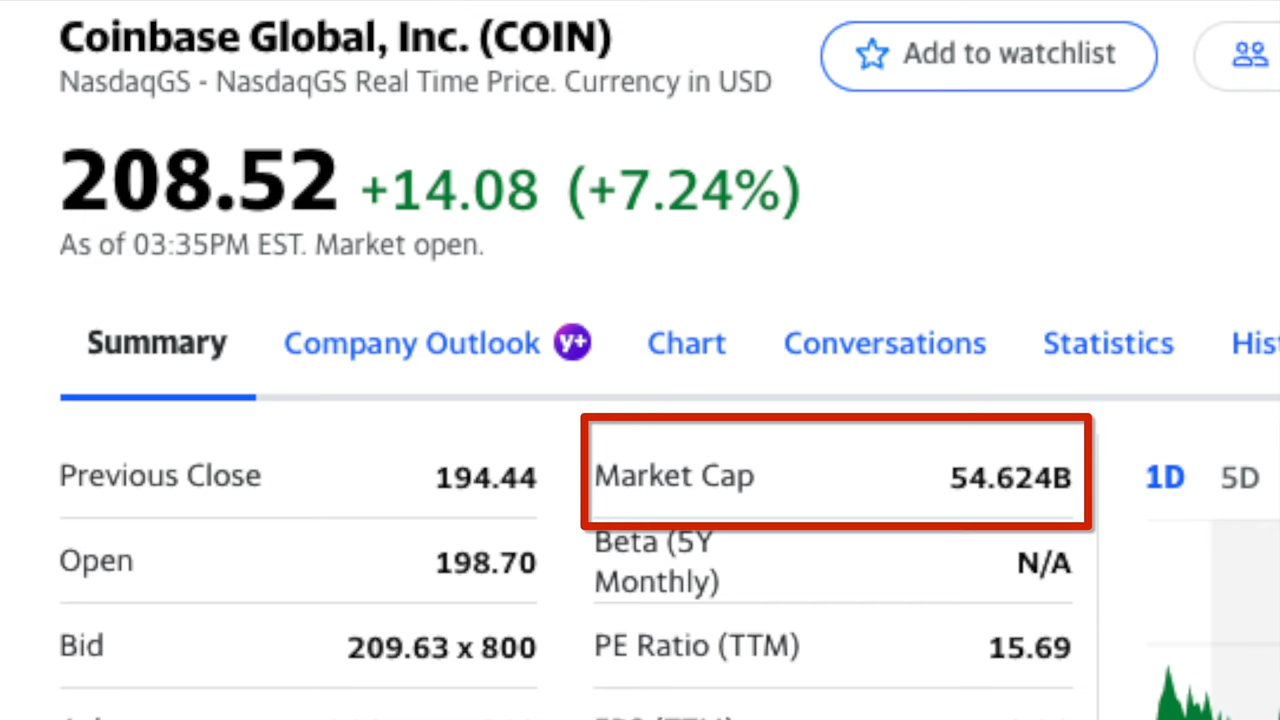 Coinbase Global, Inc. (COIN)
Add to watchlist
NasdaqGS - NasdaqGS Real Time Price. Currency in USD
208.52 +14.08 (+7.24%)
As of 03:35PM EST. Market open.
Summary Company Outlook y+ Chart Conversations Statistics
Previous Close 194.44
Market Cap 54.624B
1D 5D
Open 198.70
Beta (5Y
Monthly) N/A
Bid 209.63 x 800
PE Ratio (TTM) 15.69